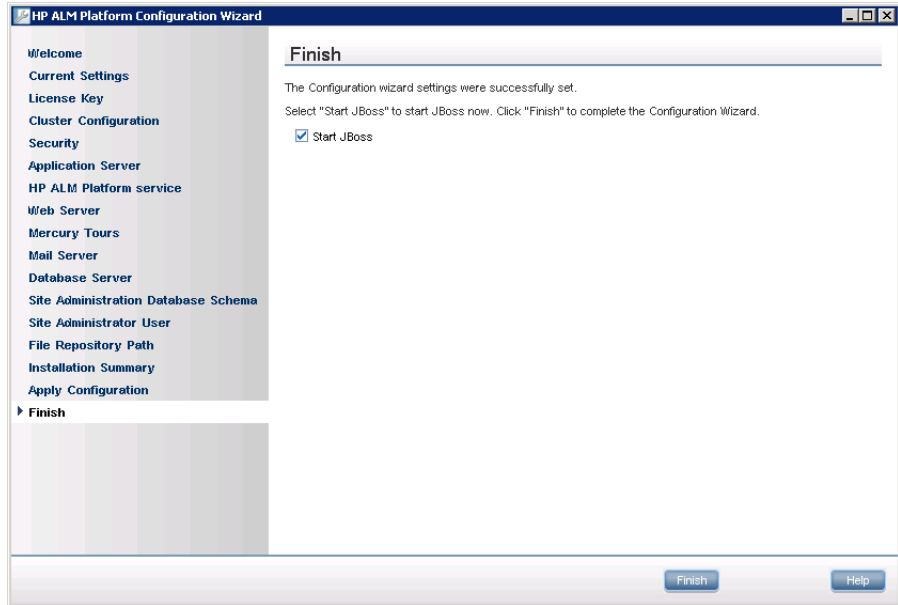 HP ALM Platform Configuration Wizard
Welcome
Current Settings
License Key
Cluster Configuration
Security
Application Server
HP ALM Platform service
Web Server
Mercury Tours
Mail Server
Database Server
Site Administration Database Schema
Site Administrator User
File Repository Path
Installation Summary
Apply Configuration
Finish
Finish
The Configuration wizard settings were successfully set.
Select "Start JBoss" to start JBoss now. Click "Finish" to complete the Configuration Wizard.
Start JBoss
Finish
Help